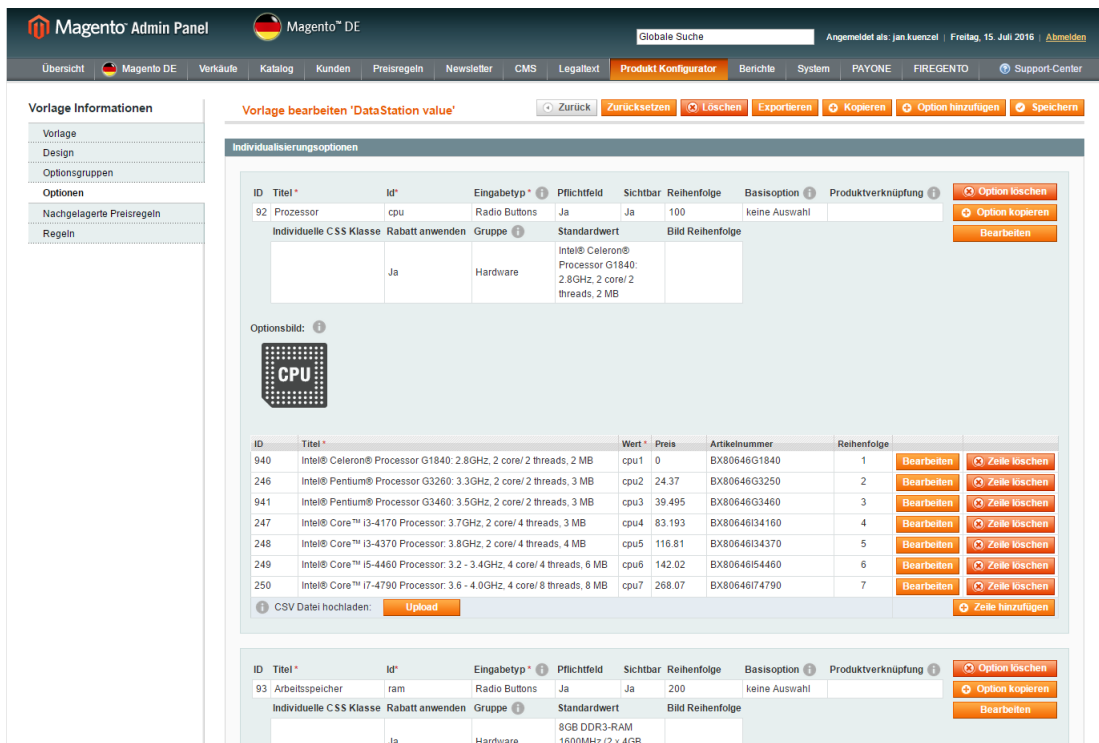 Magento™ Admin Panel
Magento™ DE
Globale Suche
Angemeldet als: jan.kuenzel | Freitag, 15. Juli 2016 | Abmelden
Übersicht Magento DE Verkäufe Katalog Kunden Preisregeln Newsletter CMS Legaltext Produkt Konfigurator Berichte System PAYONE FIREGENTO Support-Center
Vorlage Informationen
Vorlage
Design
Optionsgruppen
Optionen
Nachgelagerte Preisregeln
Regeln
Vorlage bearbeiten 'DataStation value'
Zurück Zurücksetzen Löschen Exportieren Kopieren Option hinzufügen Speichern
Individualisierungsoptionen
ID Titel * Id* Eingabetyp * Pflichtfeld Sichtbar Reihenfolge Basisoption Produktverknüpfung Option löschen
92 Prozessor cpu Radio Buttons Ja Ja 100 keine Auswahl Option kopieren
Individuelle CSS Klasse Rabatt anwenden Gruppe Standardwert Bild Reihenfolge Bearbeiten
Ja Hardware
Intel® Celeron®
Processor G1840:
2.8GHz, 2 core/ 2
threads, 2 MB
Optionsbild:
CPU
ID Titel * Wert * Preis Artikelnummer Reihenfolge
940 Intel® Celeron® Processor G1840: 2.8GHz, 2 core/ 2 threads, 2 MB cpu1 0 BX80646G1840 1 Bearbeiten Zeile löschen
246 Intel® Pentium® Processor G3260: 3.3GHz, 2 core/ 2 threads, 3 MB cpu2 24.37 BX80646G3250 2 Bearbeiten Zeile löschen
941 Intel® Pentium® Processor G3460: 3.5GHz, 2 core/ 2 threads, 3 MB cpu3 39.495 BX80646G3460 3 Bearbeiten Zeile löschen
247 Intel® Core™ i3-4170 Processor: 3.7GHz, 2 core/ 4 threads, 3 MB cpu4 83.193 BX80646I34160 4 Bearbeiten Zeile löschen
248 Intel® Core™ i3-4370 Processor: 3.8GHz, 2 core/ 4 threads, 4 MB cpu5 116.81 BX80646I34370 5 Bearbeiten Zeile löschen
249 Intel® Core™ i5-4460 Processor: 3.2 - 3.4GHz, 4 core/ 4 threads, 6 MB cpu6 142.02 BX80646I54460 6 Bearbeiten Zeile löschen
250 Intel® Core™ i7-4790 Processor: 3.6 - 4.0GHz, 4 core/ 8 threads, 8 MB cpu7 268.07 BX80646I74790 7 Bearbeiten Zeile löschen
CSV Datei hochladen: Upload Zeile hinzufügen
ID Titel * Id* Eingabetyp * Pflichtfeld Sichtbar Reihenfolge Basisoption Produktverknüpfung Option löschen
93 Arbeitsspeicher ram Radio Buttons Ja Ja 200 keine Auswahl Option kopieren
Individuelle CSS Klasse Rabatt anwenden Gruppe Standardwert Bild Reihenfolge Bearbeiten
8GB DDR3-RAM
Ja Hardware 1600MHz (2 x 4GB